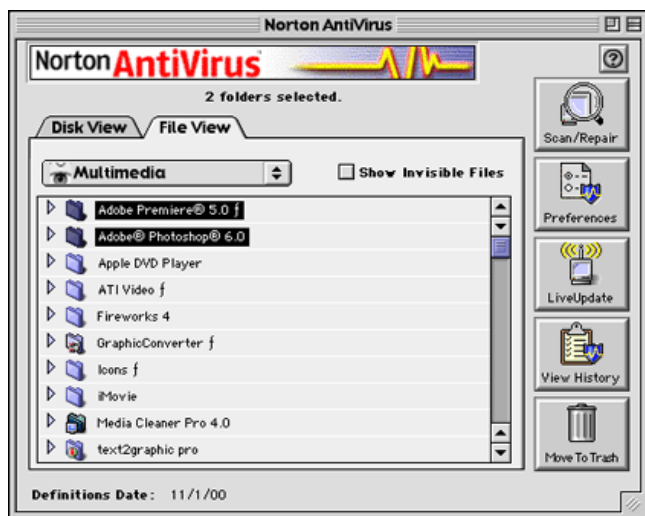 Norton AntiVirus
Norton AntiVirus
2 folders selected.
Disk View
File View
Multimedia
Show Invisible Files
Adobe Premiere® 5.0 ƒ
Adobe® Photoshop® 6.0
Apple DVD Player
ATI Video ƒ
Fireworks 4
GraphicConverter ƒ
Icons ƒ
iMovie
Media Cleaner Pro 4.0
text2graphic pro
Definitions Date: 11/1/00
?
Scan/Repair
Preferences
LiveUpdate
View History
Move To Trash